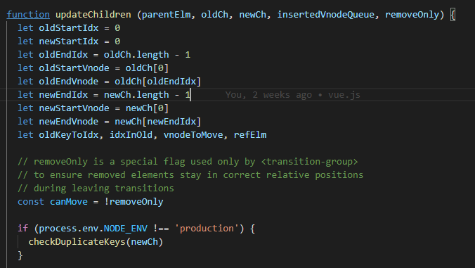 function updateChildren (parentElm, oldCh, newCh, insertedVnodeQueue, removeOnly) {
let oldStartIdx = 0
let newStartIdx = 0
let oldEndIdx = oldCh.length - 1
let oldStartVnode = oldCh[0]
let oldEndVnode = oldCh[oldEndIdx]
let newEndIdx = newCh.length - 1 You, 2 weeks ago • vue.js
let newStartVnode = newCh[0]
let newEndVnode = newCh[newEndIdx]
let oldKeyToIdx, idxInOld, vnodeToMove, refElm
// removeOnly is a special flag used only by <transition-group>
// to ensure removed elements stay in correct relative positions
// during leaving transitions
const canMove = !removeOnly
if (process.env.NODE_ENV !== 'production') {
checkDuplicateKeys(newCh)
}